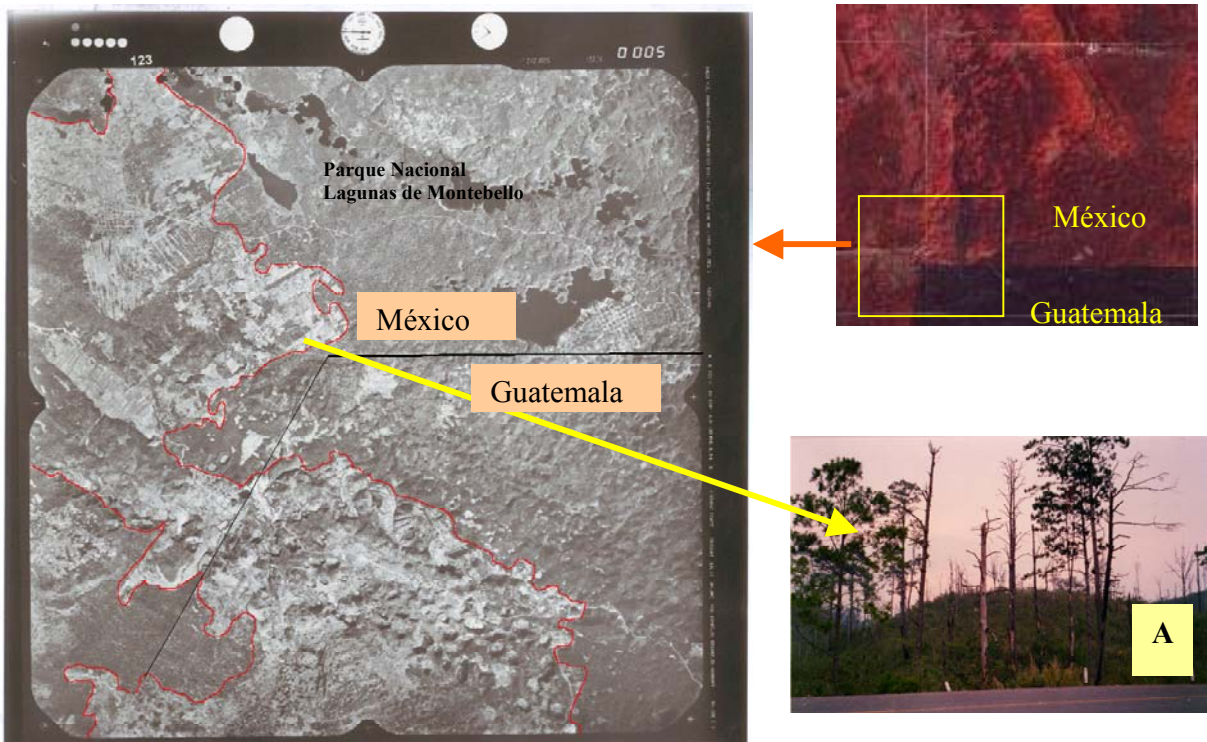 123
0005
Parque Nacional
Lagunas de Montebello
México
Guatemala
México
Guatemala
A